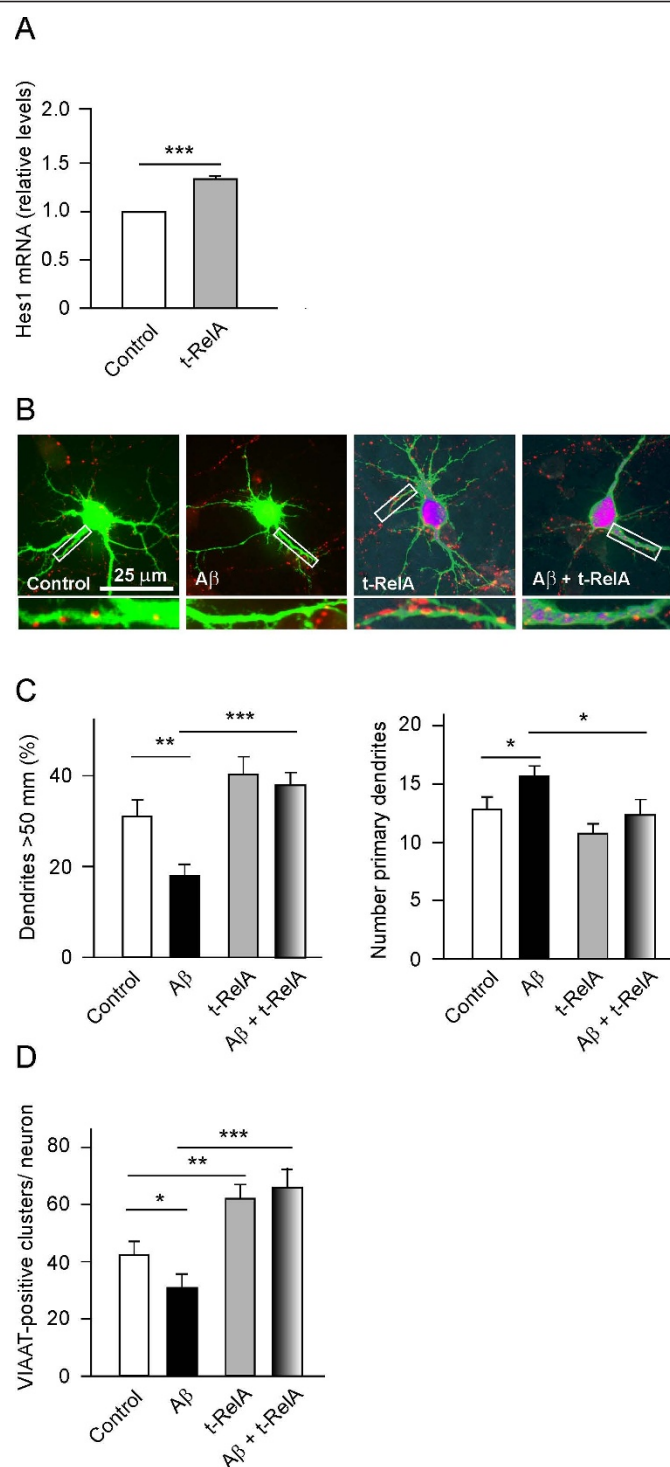 A
Hes1 mRNA (relative levels)
2.0
1.5
1.0
0.5
0
***
Control
t-RelA
B
Control
25 μm
Aβ
t-RelA
Aβ + t-RelA
C
Dendrites >50 mm (%)
40
20
0
**
***
Control
Aβ
t-RelA
Aβ + t-RelA
Number primary dendrites
20
15
10
5
0
*
*
Control
Aβ
t-RelA
Aβ + t-RelA
D
VIAAT-positive clusters/ neuron
80
60
40
20
0
***
**
*
Control
Aβ
t-RelA
Aβ + t-RelA